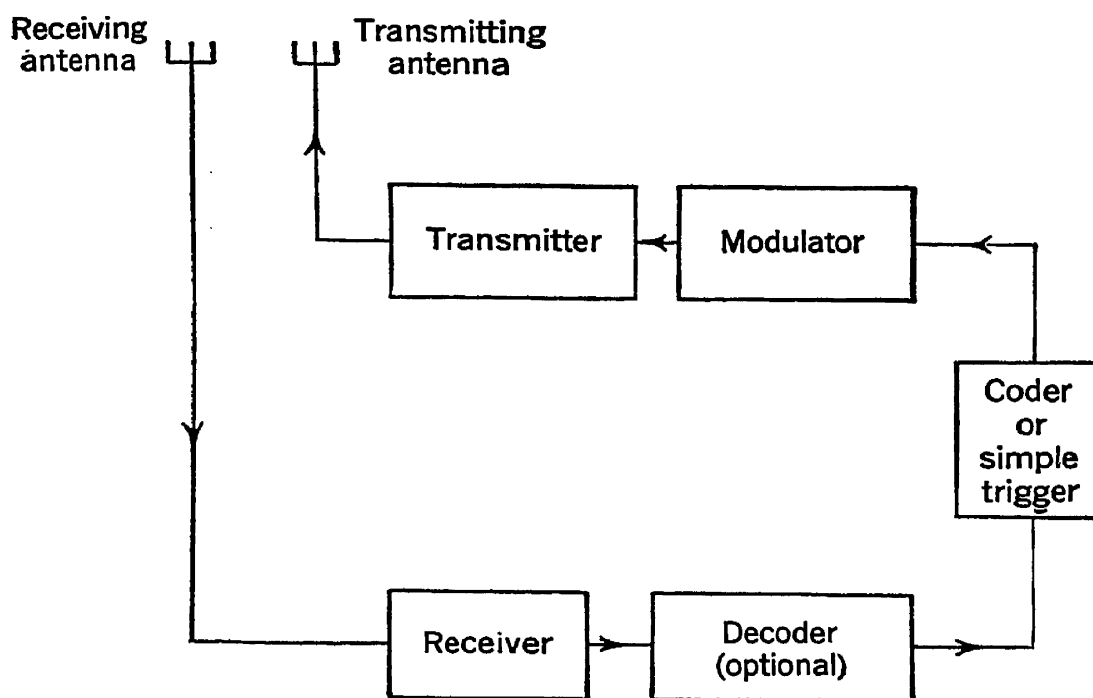 Receiving
antenna
Transmitting
antenna
Transmitter
Modulator
Coder
or
simple
trigger
Receiver
Decoder
(optional)